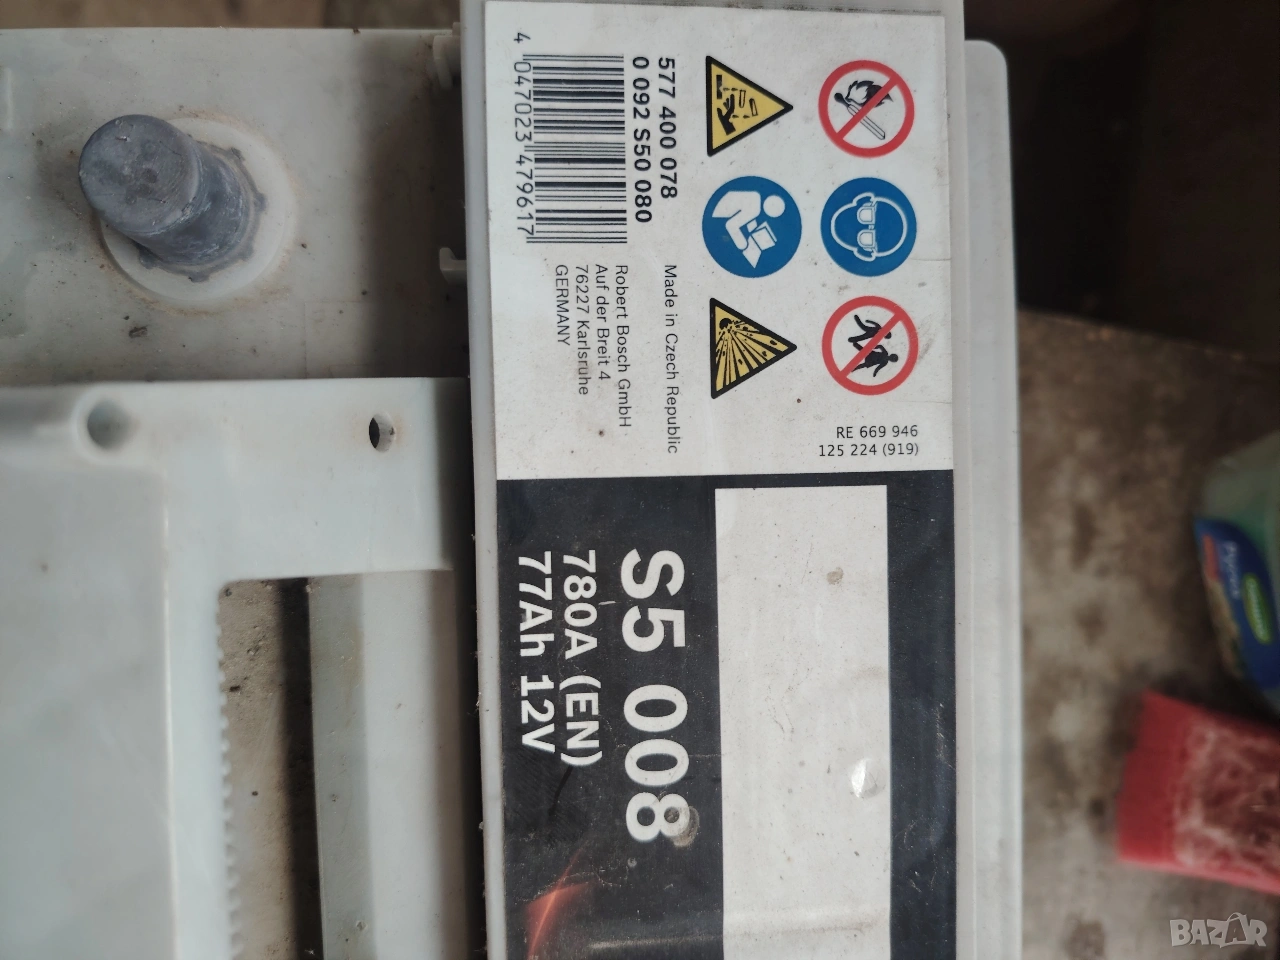 577 400 078
0 092 S50 080
4 047023 479617
Made in Czech Republic
Robert Bosch GmbH
Auf der Breit 4
76227 Karlsruhe
GERMANY
RE 669 946
125 224 (919)
S5 008
780A (EN)
77Ah 12V
BAZAR